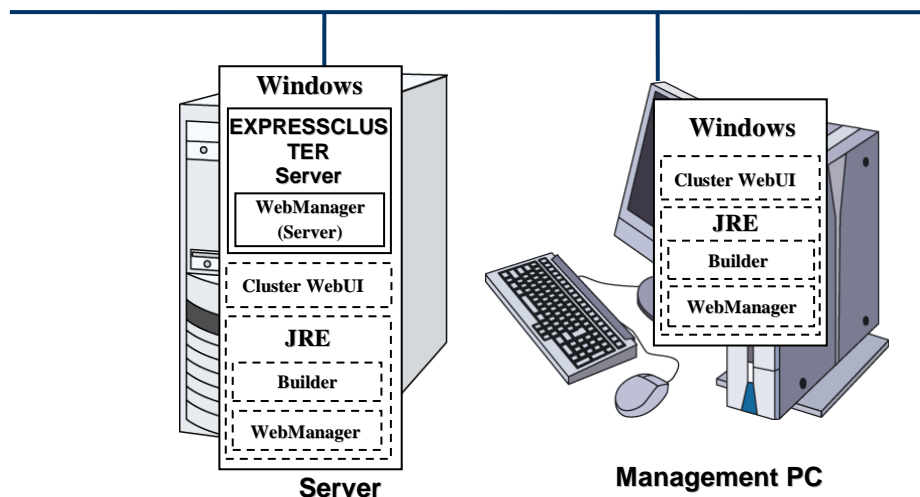 Windows
EXPRESSCLUS
TER
Server
WebManager
(Server)
Cluster WebUI
JRE
Builder
WebManager
Server
Windows
Cluster WebUI
JRE
Builder
WebManager
Management PC